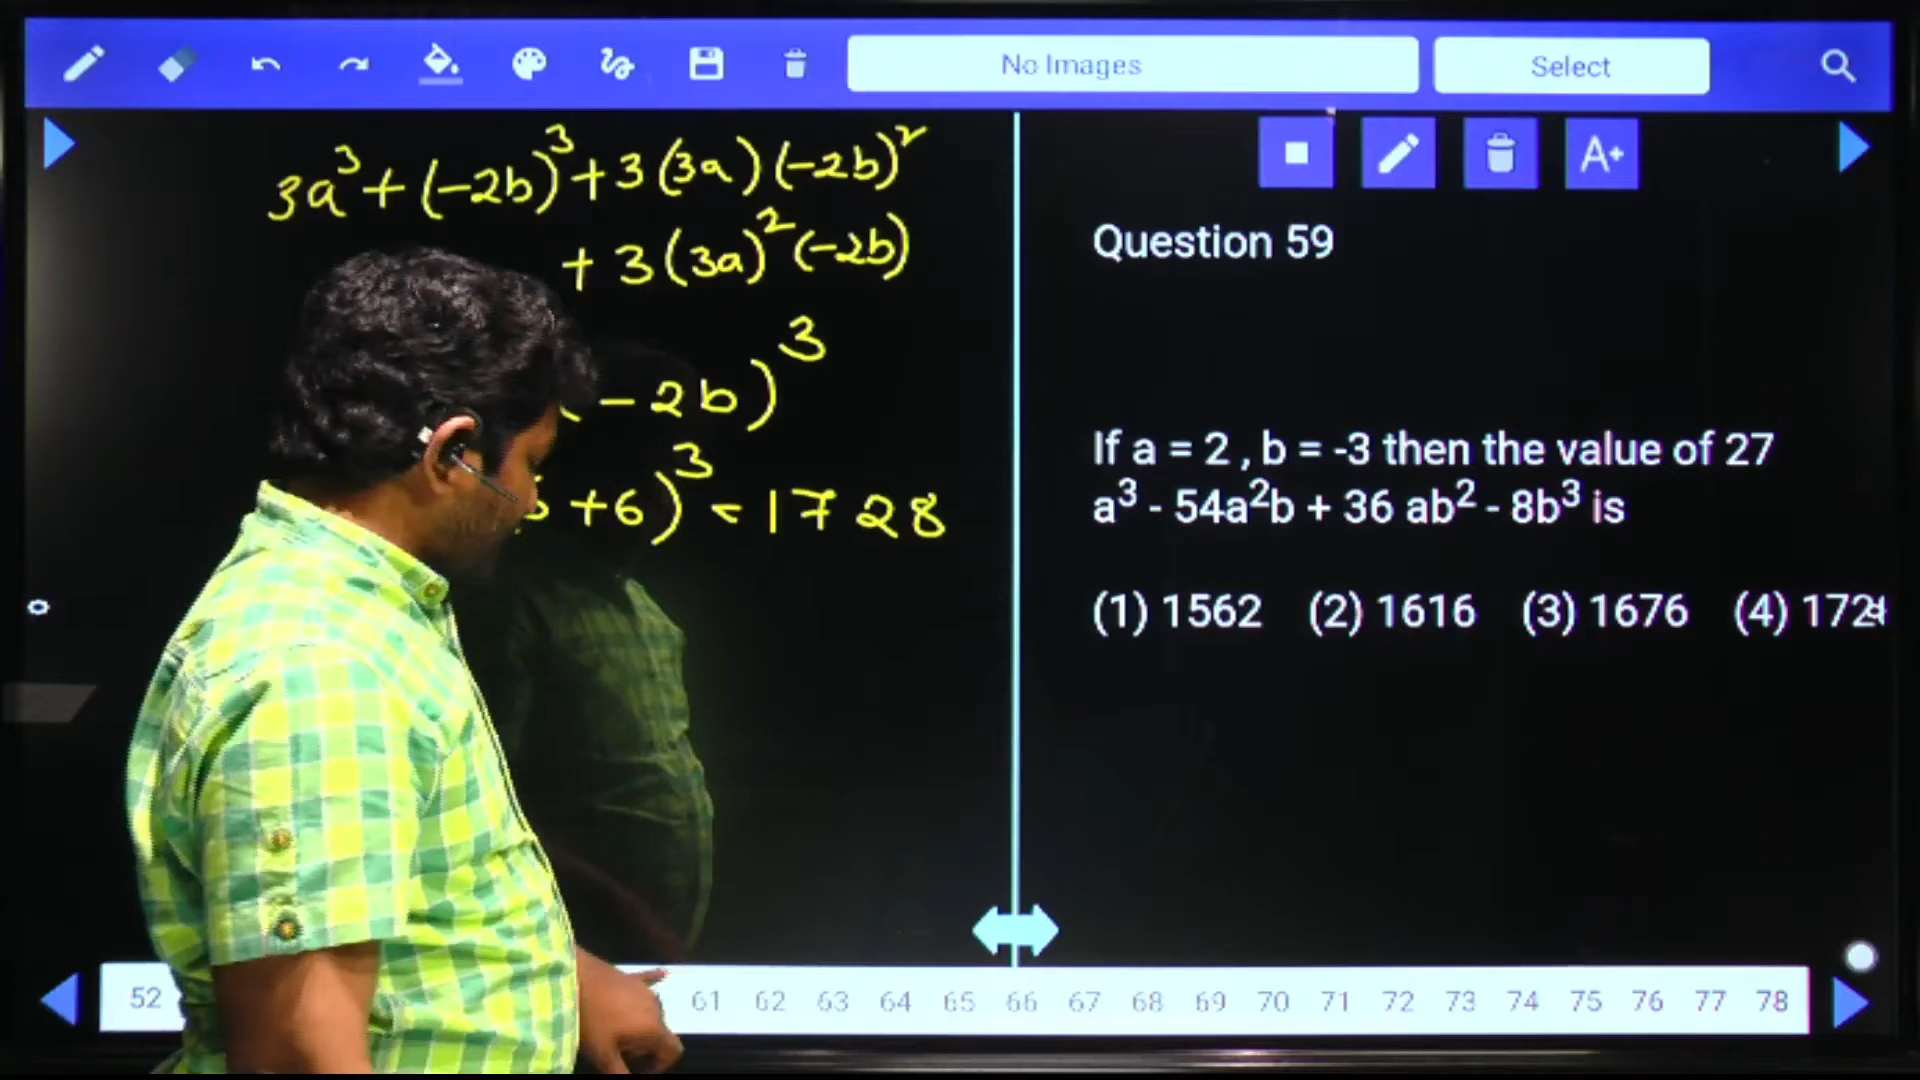 No Images
Select
A+
3a³ + (-2b)³ + 3 (3a) (-2b)²
+ 3 (3a)² (-2b)
- 2b)³
+6)³ = 1728
Question 59
If a = 2 , b = -3 then the value of 27
a³ - 54a²b + 36 ab² - 8b³ is
(1) 1562 (2) 1616 (3) 1676 (4)
52 61 62 63 64 65 66 67 68 69 70 71 72 73 74 75 76 77 78